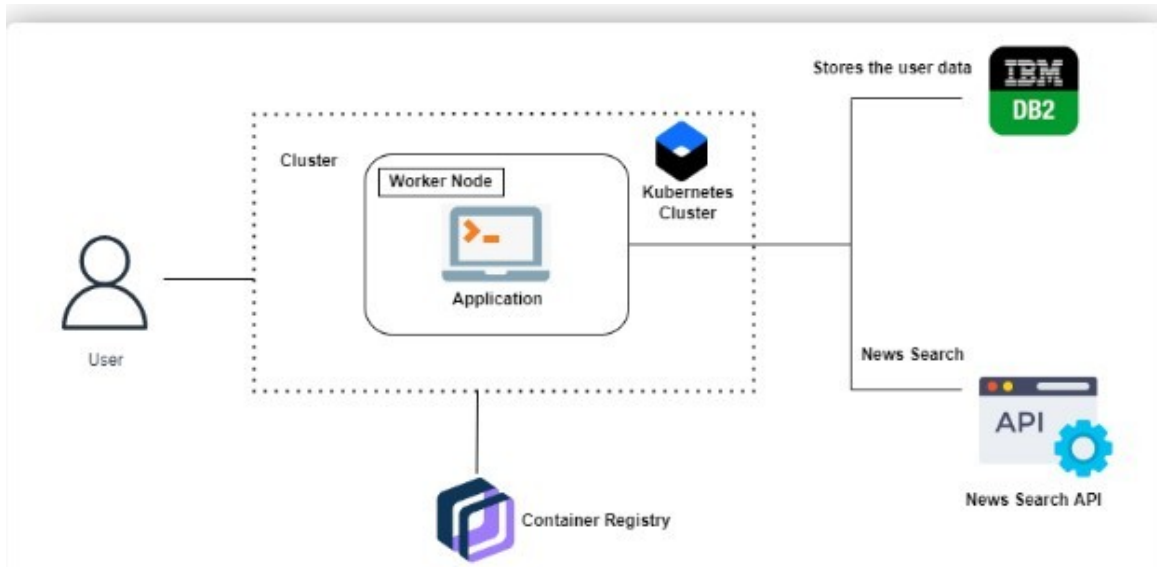 Stores the user data
IBM
DB2
Cluster
Worker Node
Kubernetes
Cluster
Application
User
News Search
API
News Search API
Container Registry